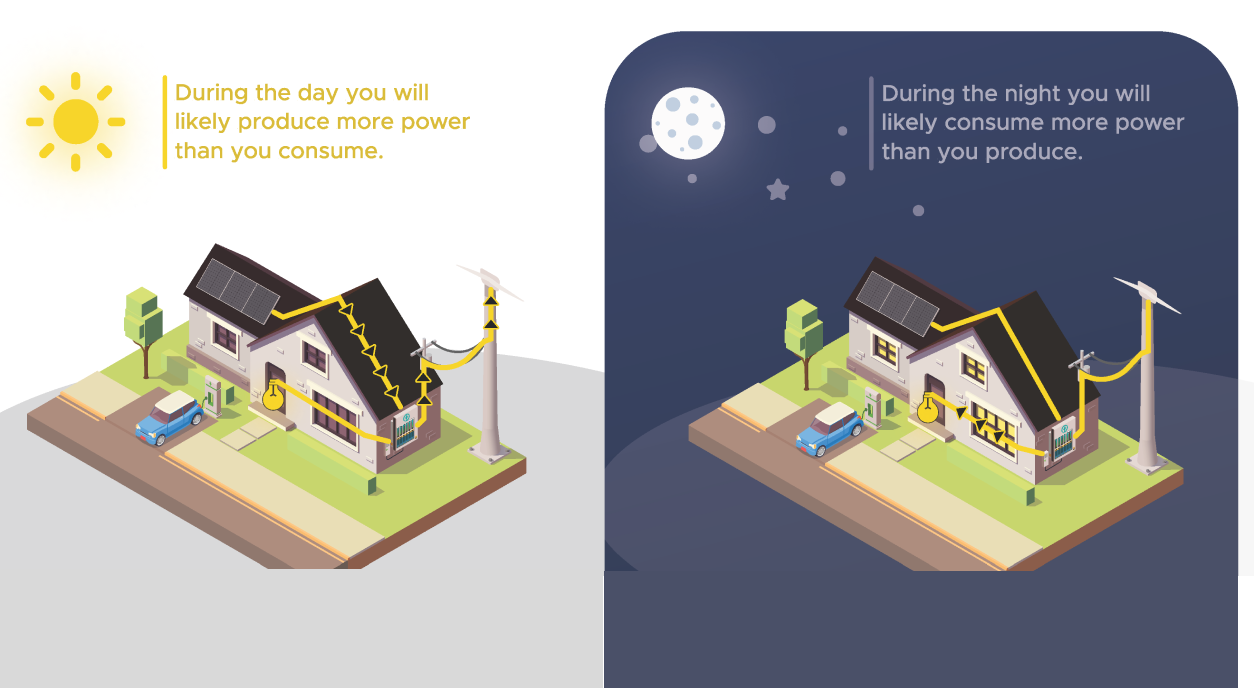 During the day you will
likely produce more power
than you consume.
During the night you will
likely consume more power
than you produce.